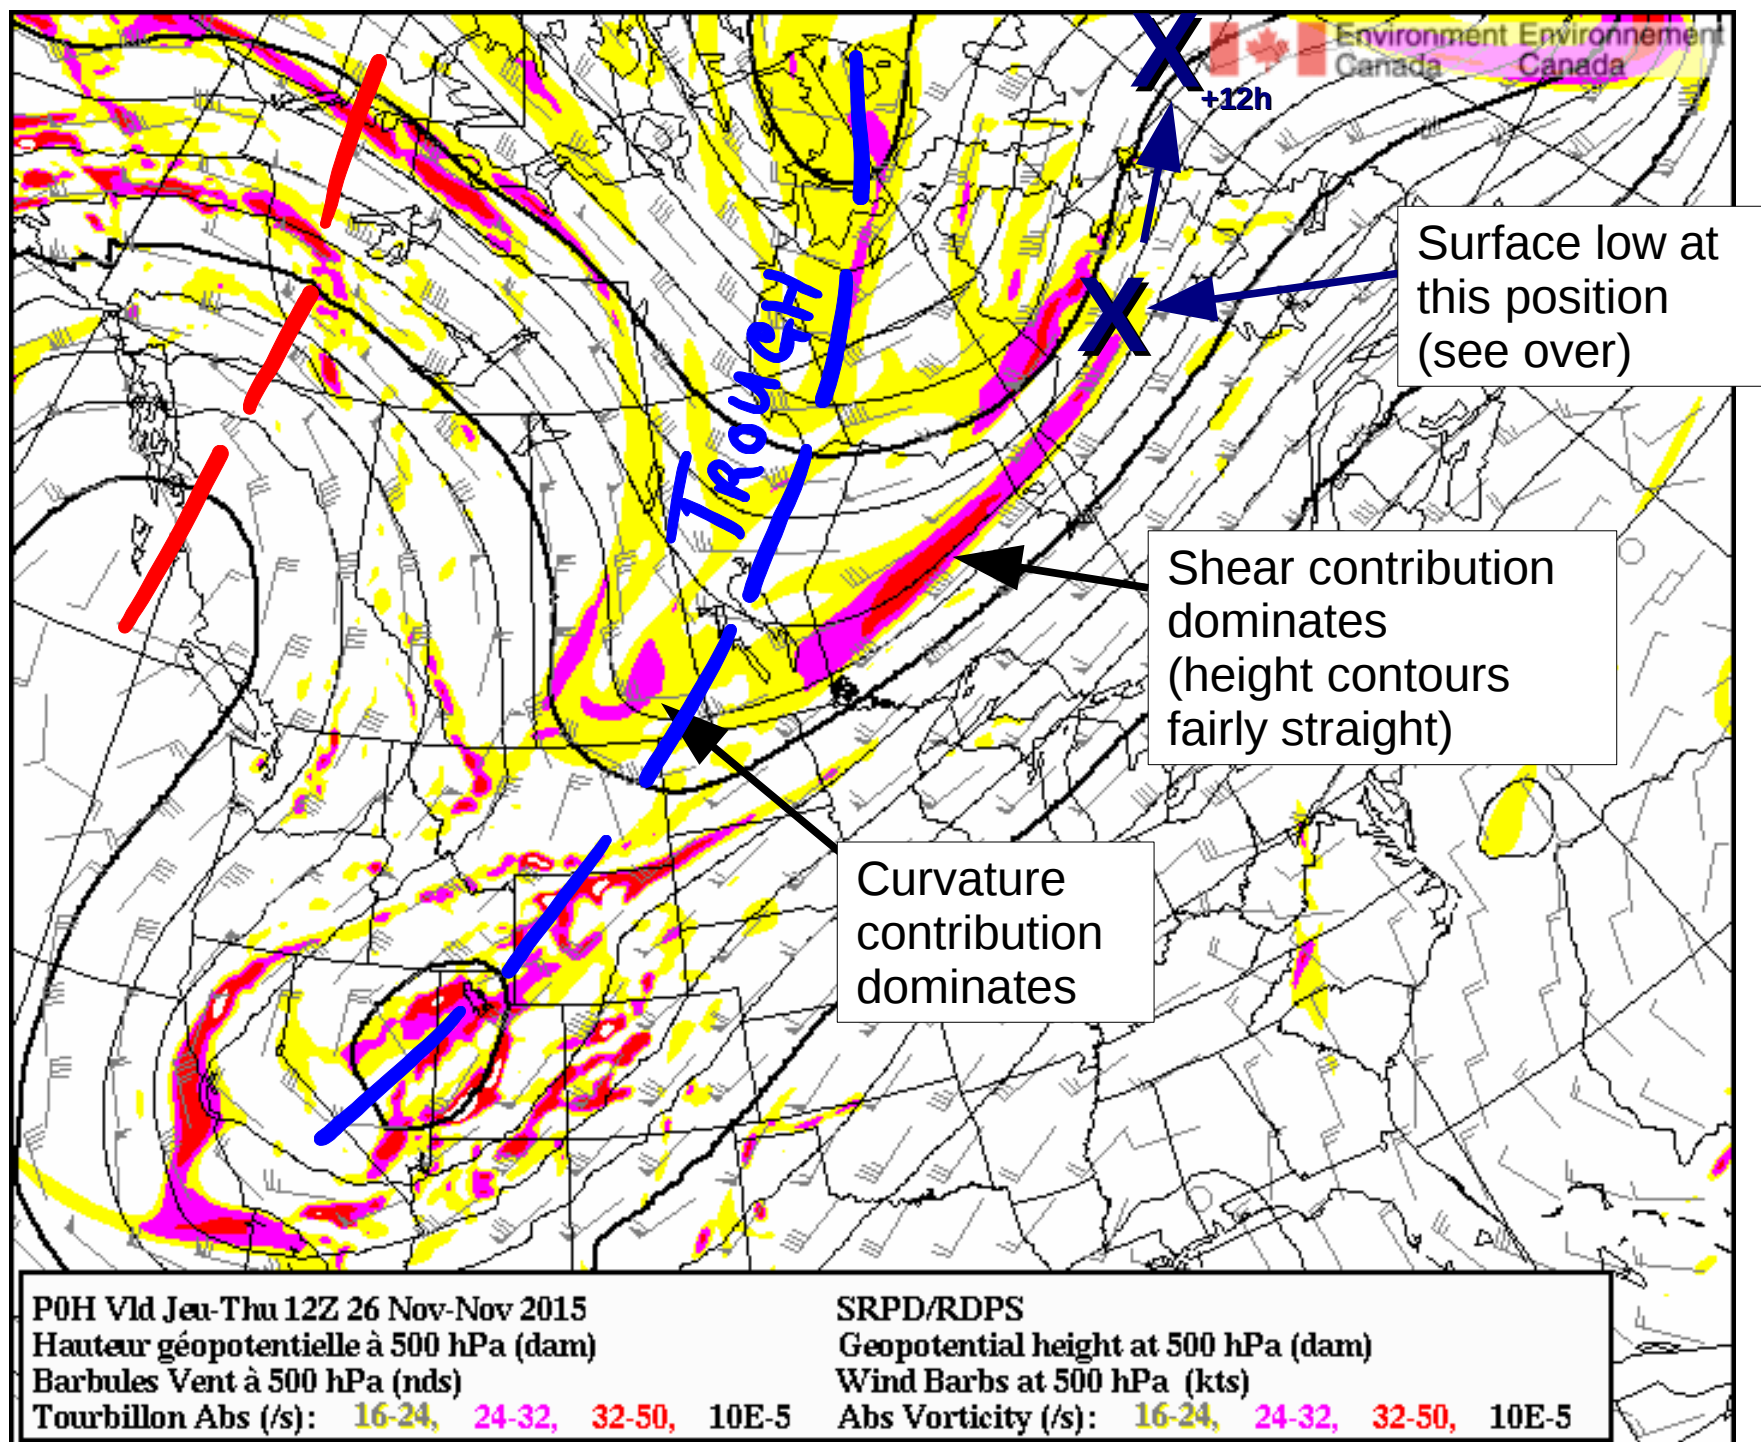 Environment Environnement
Canada Canada
X
+12h
X
Surface low at
this position
(see over)
TROUGH
Shear contribution
dominates
(height contours
fairly straight)
Curvature
contribution
dominates
P0H Vld Jeu-Thu 12Z 26 Nov-Nov 2015 SRPD/RDPS
Hauteur géopotentielle à 500 hPa (dam) Geopotential height at 500 hPa (dam)
Barbules Vent à 500 hPa (nds) Wind Barbs at 500 hPa (kts)
Tourbillon Abs (/s): 16-24, 24-32, 32-50, 10E-5 Abs Vorticity (/s): 16-24, 24-32, 32-50, 10E-5